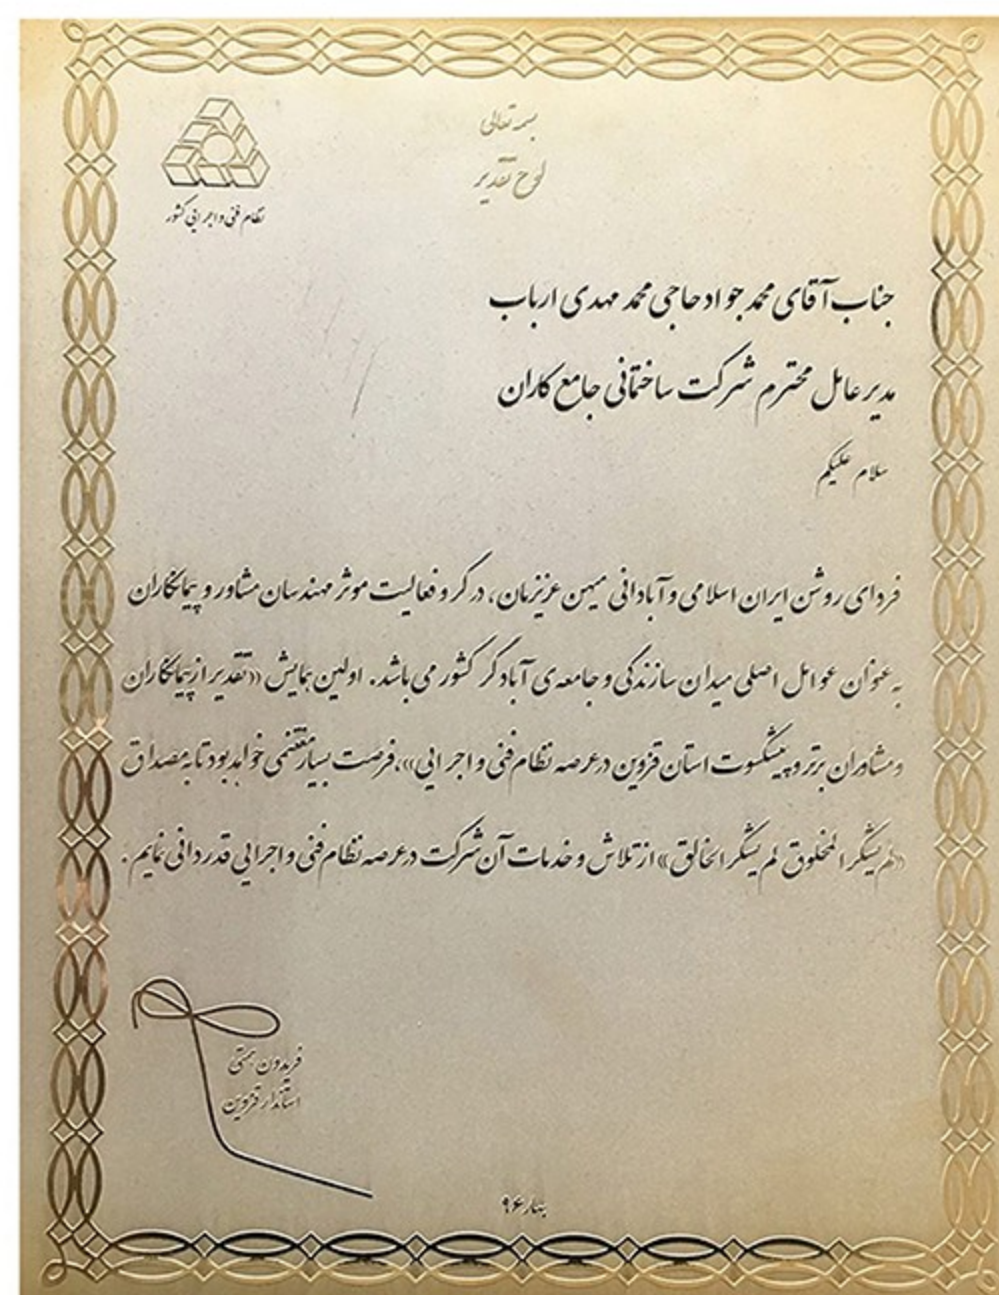 بسمه تعالی
لوح تقدیر
نظام فنی و اجرایی کشور
جناب آقای محمد جواد حاجی محمد مهدی ارباب
مدیر عامل محترم شرکت ساختمانی جامع کاران
سلام علیکم
فردای روشن ایران اسلامی و آبادانی میهن عزیزمان، در گرو فعالیت موثر مهندسان مشاور و پیمانکاران
به عنوان عوامل اصلی میدان سازندگی و جامعه ی آبادگر کشور می باشد. اولین همایش «تقدیر از پیمانکاران
و مشاوران برتر و پیشکسوت استان قزوین در عرصه نظام فنی و اجرایی»، فرصت بسیار مغتنمی خواهد بود تا به مصداق
«لم یشکر المخلوق لم یشکر الخالق» از تلاش و خدمات آن شرکت در عرصه نظام فنی و اجرایی قدردانی نمایم.
فریدون همتی
استاندار قزوین
بهار ۹۶